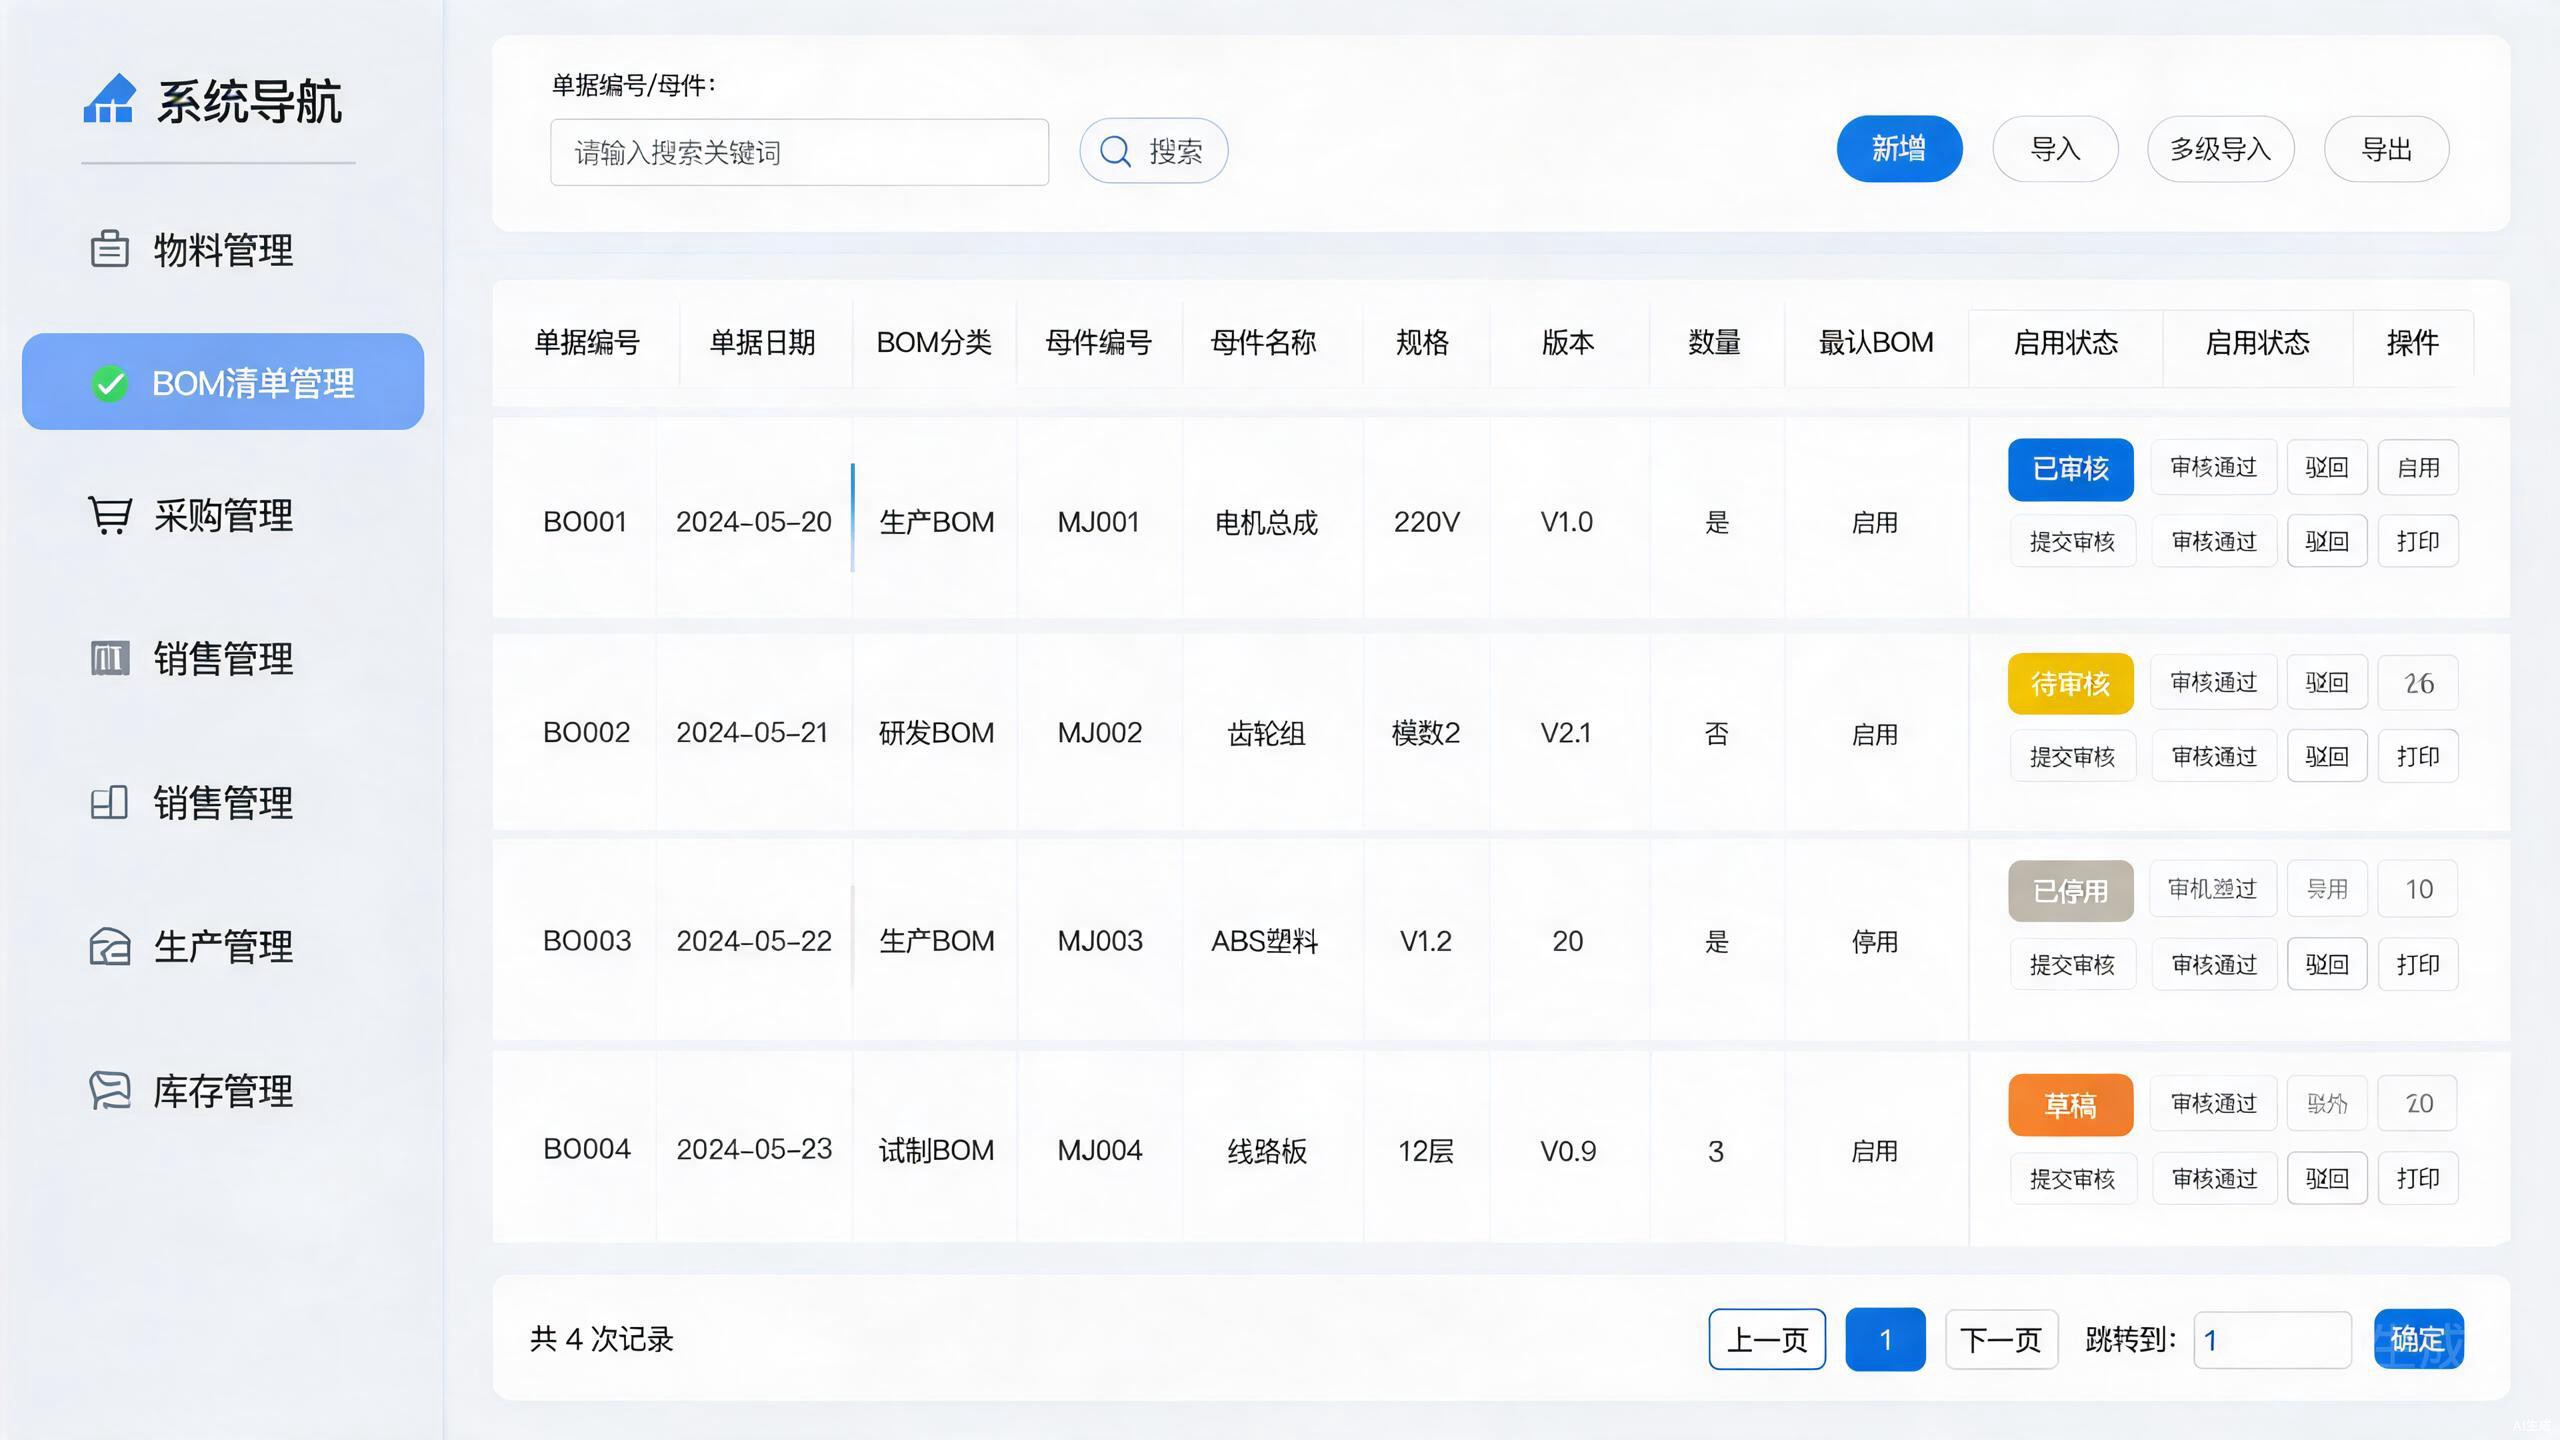 系统导航
物料管理
BOM清单管理
采购管理
销售管理
销售管理
生产管理
库存管理
单据编号/母件：
请输入搜索关键词
搜索
新增 导入 多级导入 导出
单据编号 单据日期 BOM分类 母件编号 母件名称 规格 版本 数量 最认BOM 启用状态 启用状态 操件
已审核 审核通过 驳回 启用
BO001 2024-05-20 生产BOM MJ001 电机总成 220V V1.0 是 启用
提交审核 审核通过 驳回 打印
待审核 审核通过 驳回 26
BO002 2024-05-21 研发BOM MJ002 齿轮组 模数2 V2.1 否 启用
提交审核 审核通过 驳回 打印
已停用 10
BO003 2024-05-22 生产BOM MJ003 ABS塑料 V1.2 20 是 停用
提交审核 审核通过 驳回 打印
草稿 审核通过 20
BO004 2024-05-23 试制BOM MJ004 线路板 12层 V0.9 3 启用
提交审核 审核通过 驳回 打印
共 4 次记录
上一页 1 下一页 跳转到： 1 确定